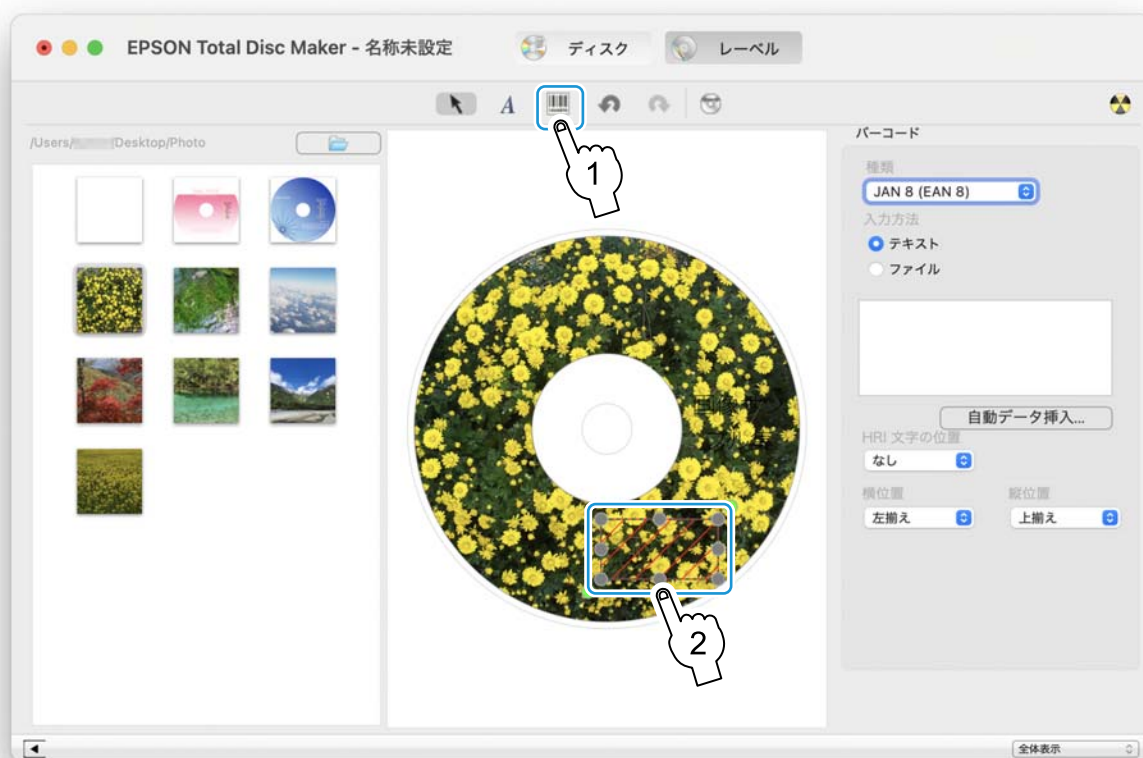 EPSON Total Disc Maker - 名称未設定
ディスク
レーベル
A
/Users/ /Desktop/Photo
バーコード
種類
JAN 8 (EAN 8)
入力方法
テキスト
ファイル
自動データ挿入...
HRI 文字の位置
なし
横位置
縦位置
左揃え
上揃え
1
2
全体表示